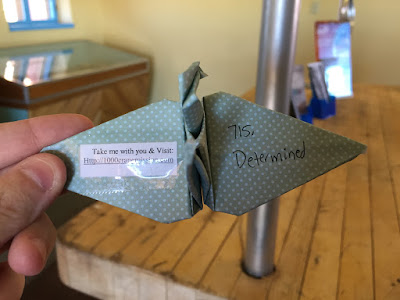 Take me with you & Visit:
715,
Determined